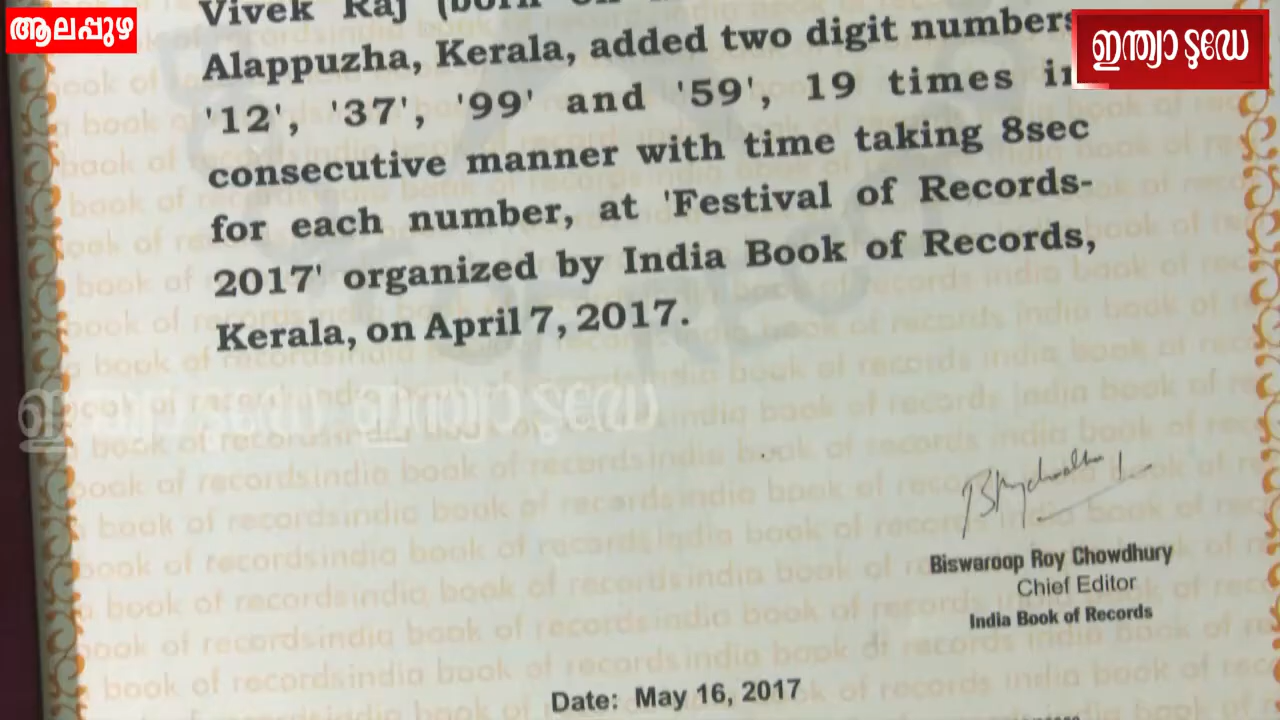 ആലപ്പുഴ
ഇന്ത്യാ ടുഡേ
Vivek Raj (born on
Alappuzha, Kerala, added two digit numbers
'12', '37', '99' and '59', 19 times in
consecutive manner with time taking 8sec
for each number, at 'Festival of Records-
2017' organized by India Book of Records,
Kerala, on April 7, 2017.
Biswaroop Roy Chowdhury
Chief Editor
India Book of Records
Date: May 16, 2017